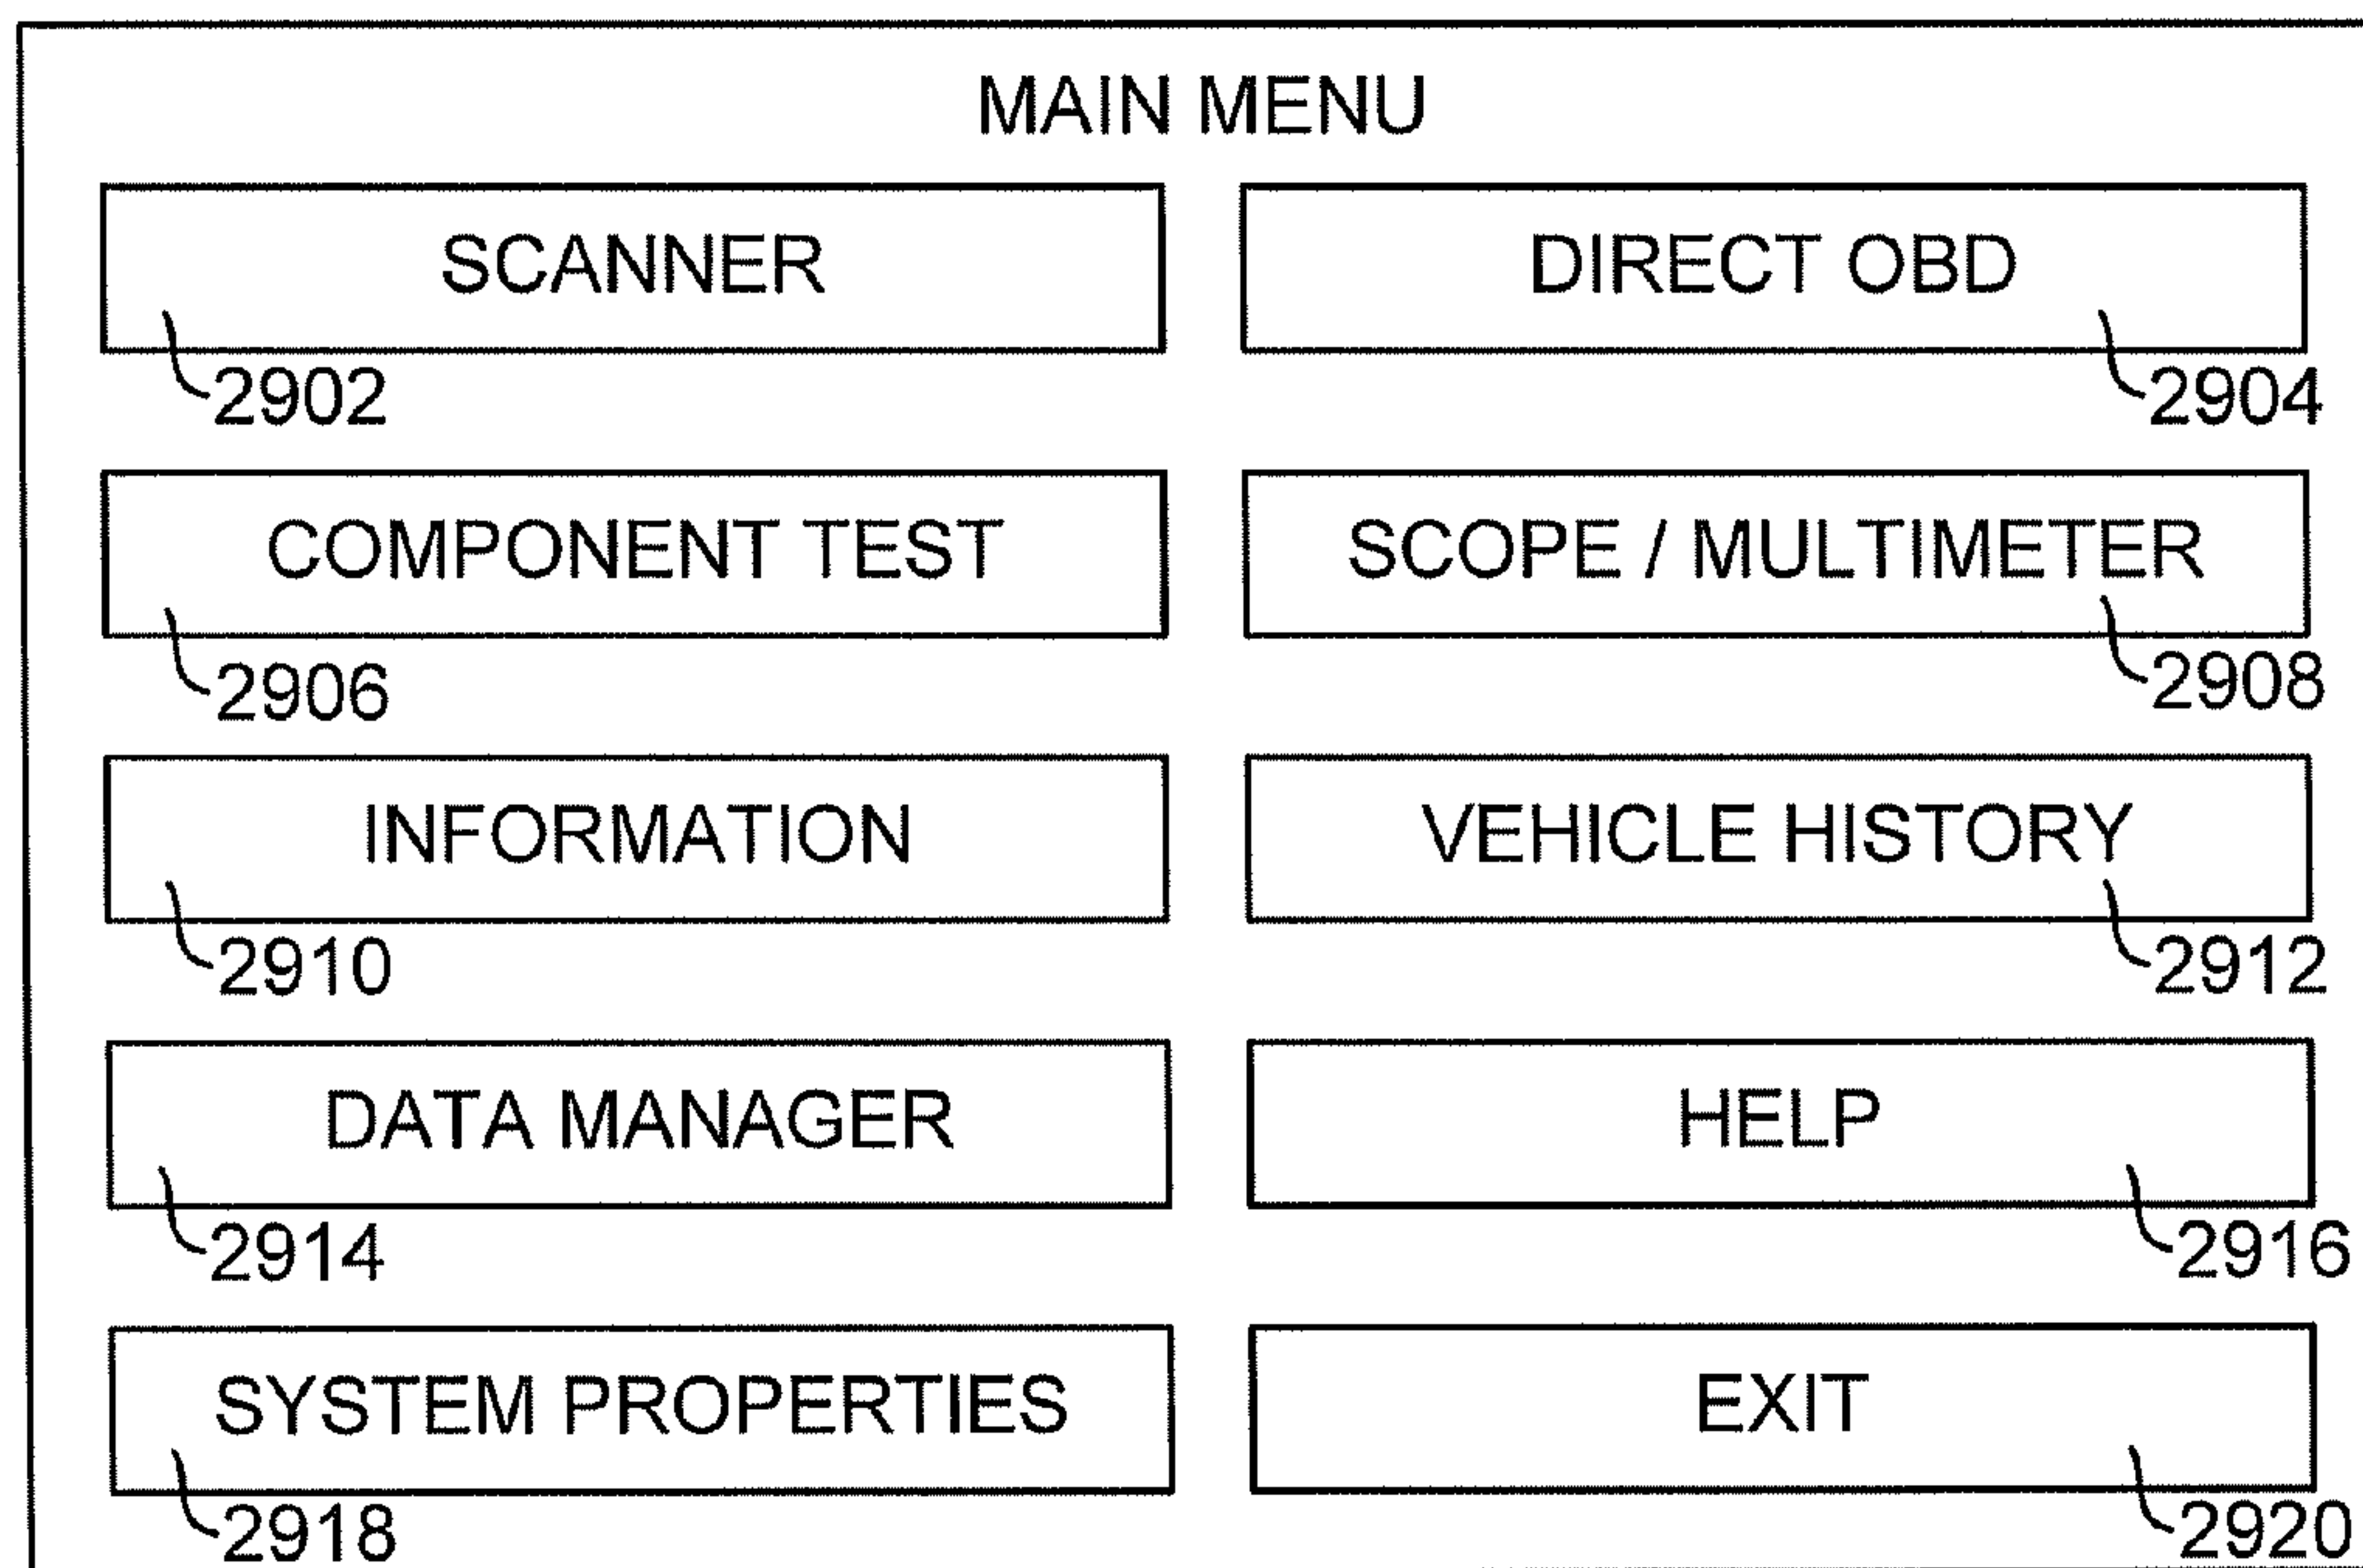 MAIN MENU
SCANNER
DIRECT OBD
2902
2904
COMPONENT TEST
SCOPE / MULTIMETER
2906
2908
INFORMATION
VEHICLE HISTORY
2910
2912
DATA MANAGER
HELP
2914
2916
SYSTEM PROPERTIES
EXIT
2918
2920